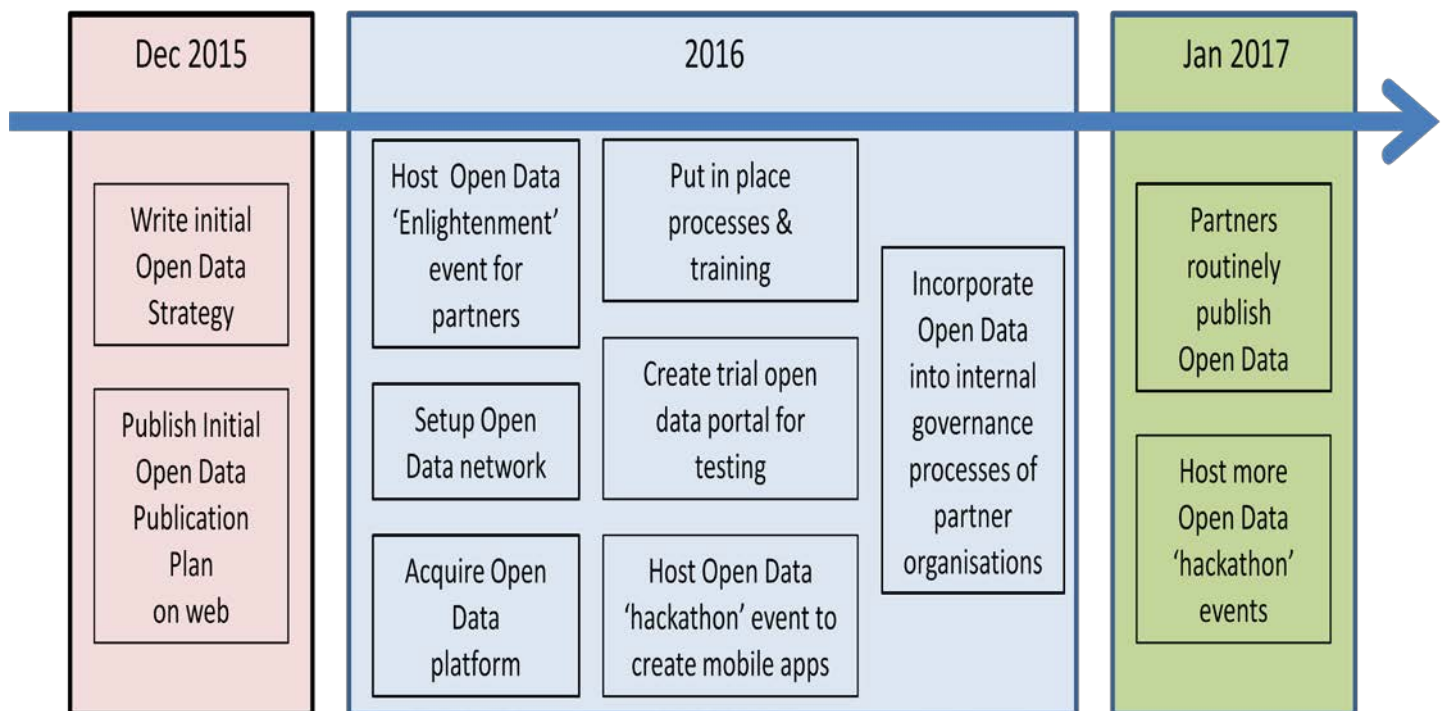 Dec 2015
Write initial
Open Data
Strategy
Publish Initial
Open Data
Publication
Plan
on web
2016
Host Open Data
‘Enlightenment’
event for
partners
Setup Open
Data network
Acquire Open
Data
platform
Put in place
processes &
training
Create trial open
data portal for
testing
Host Open Data
‘hackathon’ event to
create mobile apps
Incorporate
Open Data
into internal
governance
processes of
partner
organisations
Jan 2017
Partners
routinely
publish
Open Data
Host more
Open Data
‘hackathon’
events